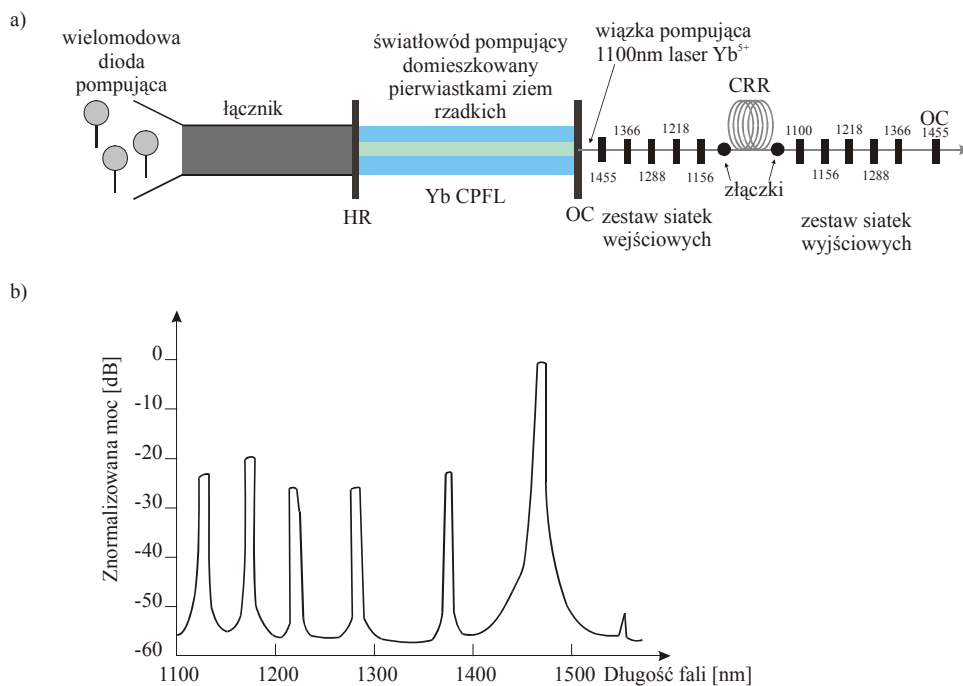 a)
wielomodowa
dioda
pompująca
łącznik
światłowód pompujący
domieszkowany
pierwiastkami ziem
rzadkich
wiązka pompująca
1100nm laser Yb⁵⁺
CRR
OC
1366
1218
1100
1218
1366
1455
1455
1288
1156
złączki
1156
1288
HR
Yb CPFL
OC
zestaw siatek
wejściowych
zestaw siatek
wyjściowych
b)
Znormalizowana moc [dB]
0
-10
-20
-30
-40
-50
-60
1100
1200
1300
1400
1500
Długość fali [nm]